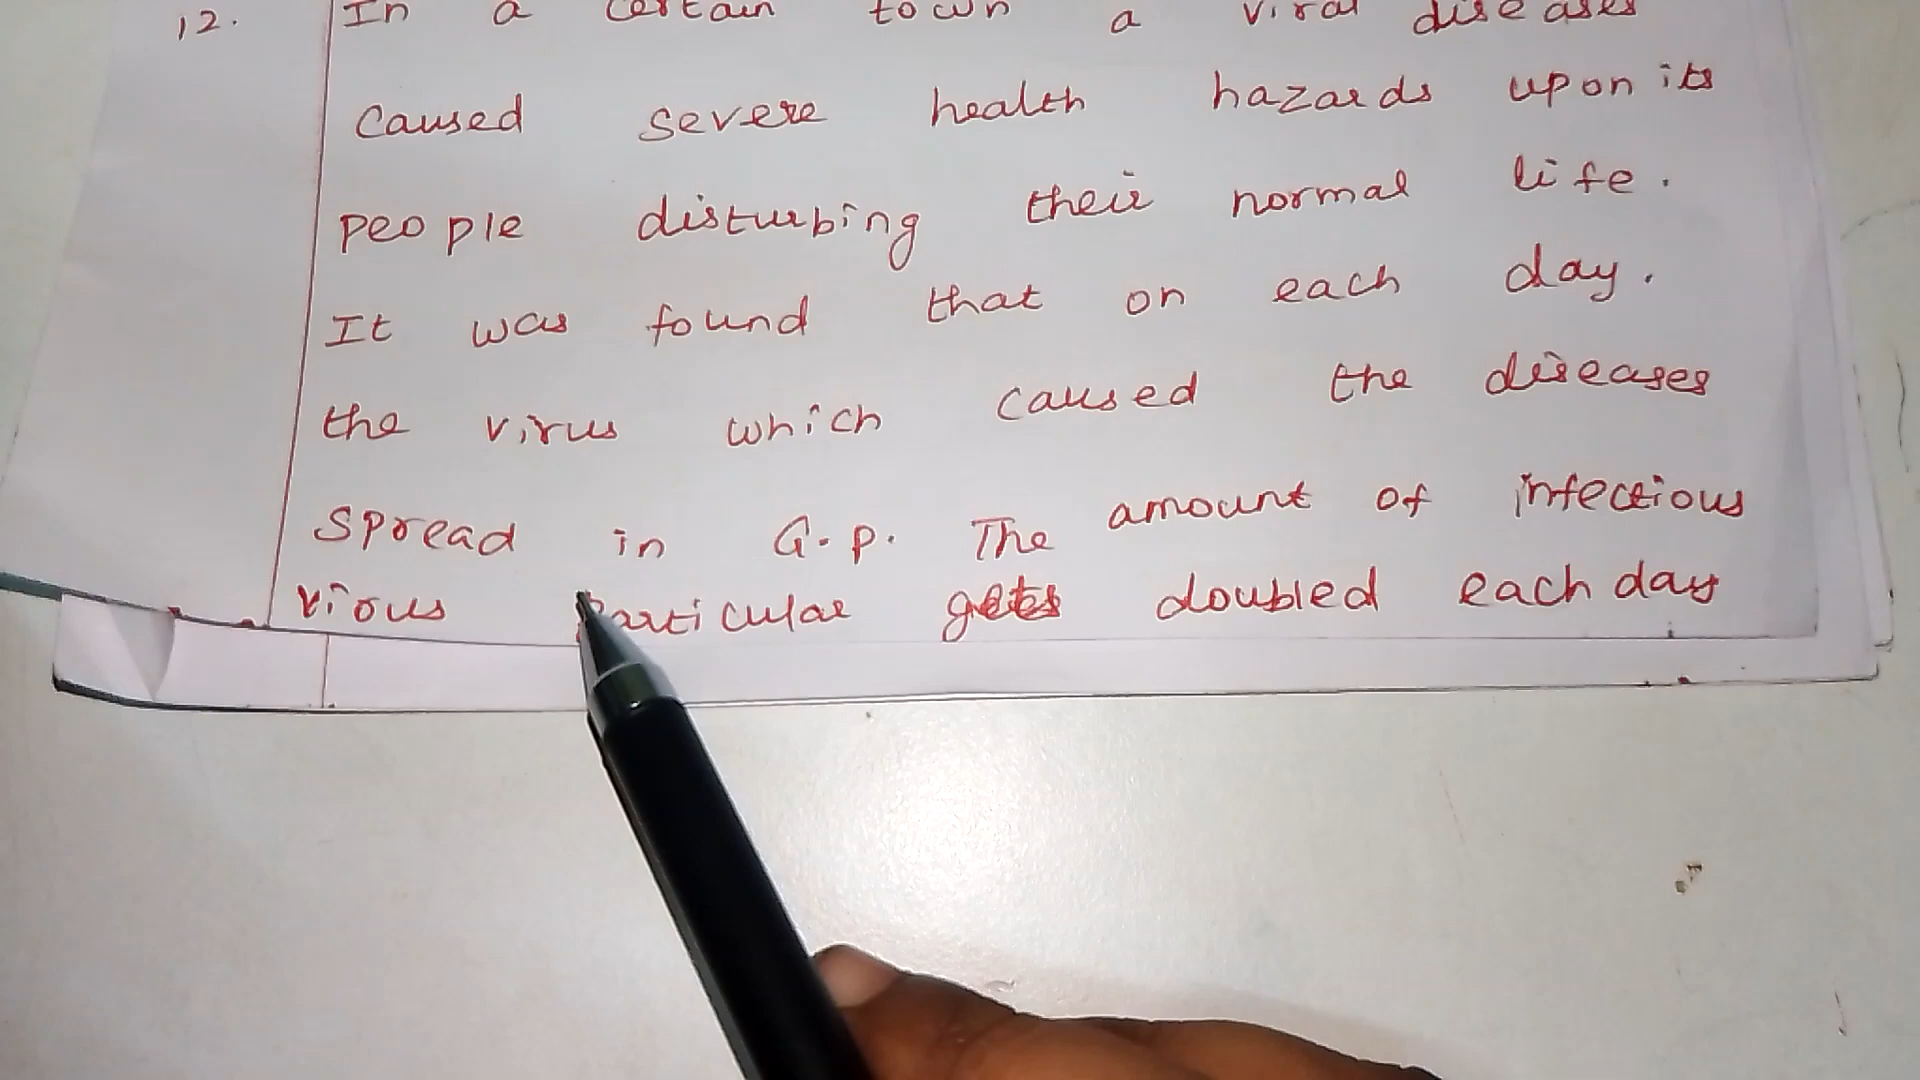 12. In a certain town a viral diseases
caused severe health hazards upon its
people disturbing their normal life.
It was found that on each day.
the virus which caused the diseases
spread in G.p. The amount of infectious
virous particular gets doubled each day